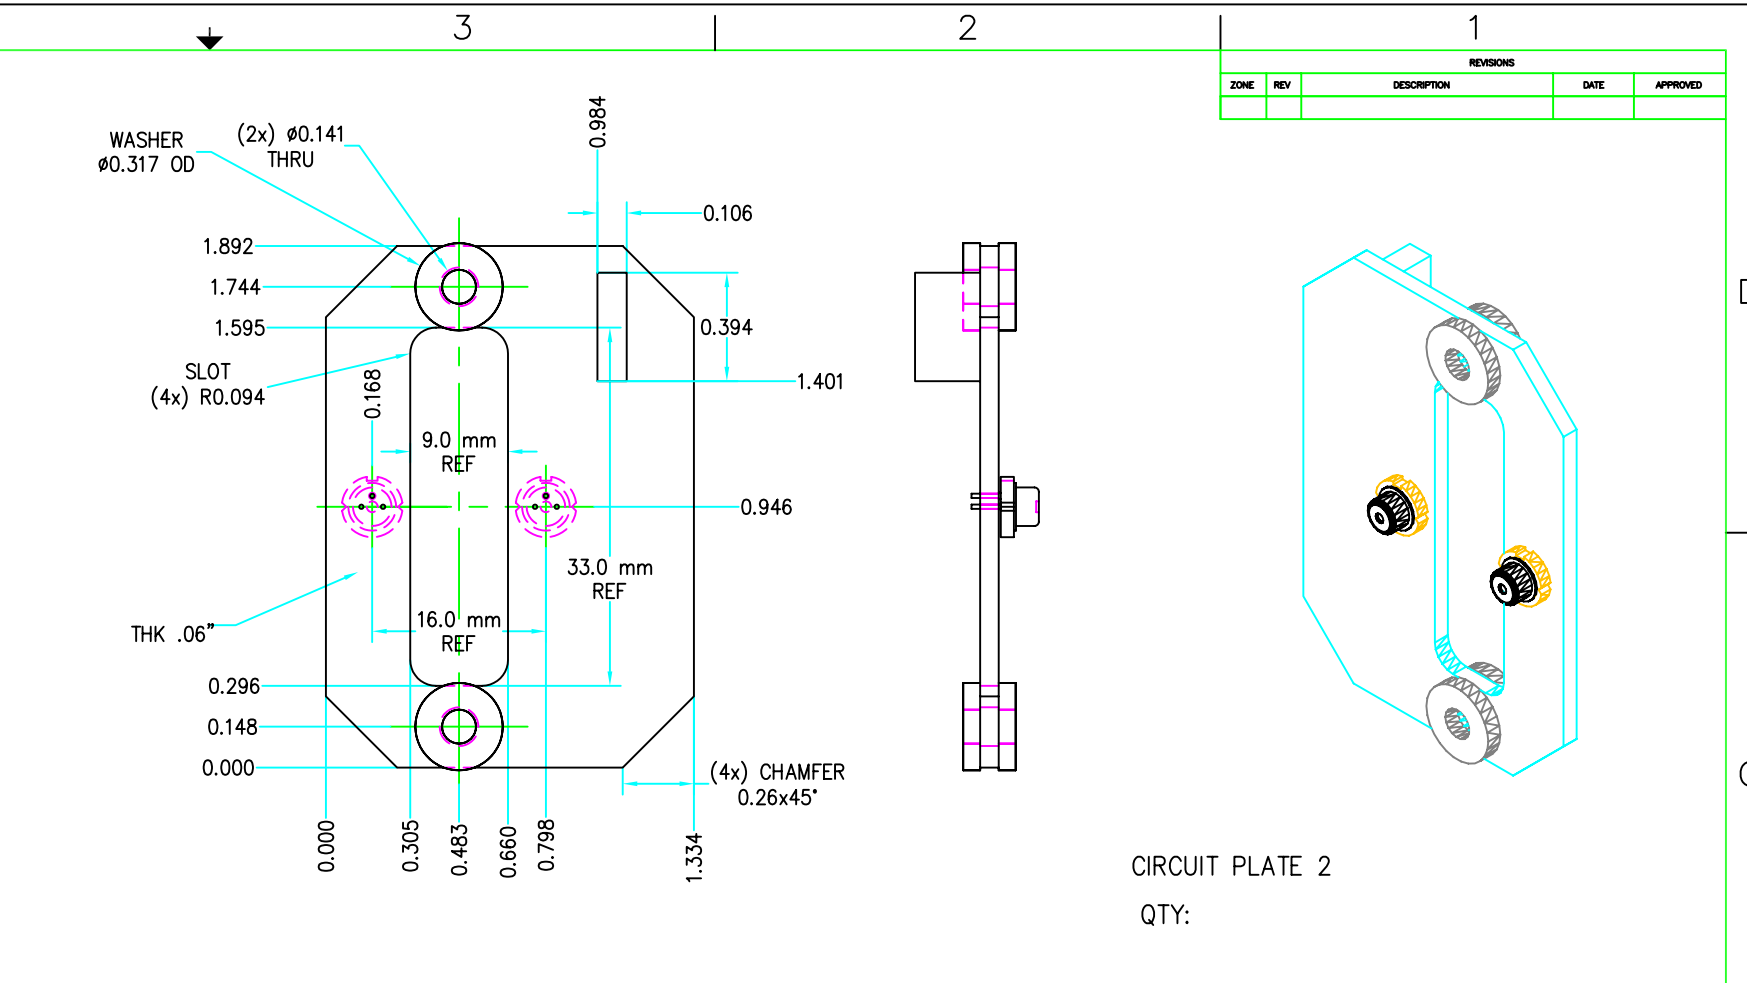 3
2
1
REVISIONS
ZONE REV DESCRIPTION DATE APPROVED
WASHER
ø0.317 OD
(2x) ø0.141
THRU
0.984
0.106
1.892
1.744
1.595
0.394
SLOT
(4x) R0.094
0.168
1.401
9.0 mm
REF
0.946
33.0 mm
REF
16.0 mm
REF
THK .06"
0.296
0.148
0.000
(4x) CHAMFER
0.26x45°
0.000
0.305
0.483
0.660
0.798
1.334
CIRCUIT PLATE 2
QTY: